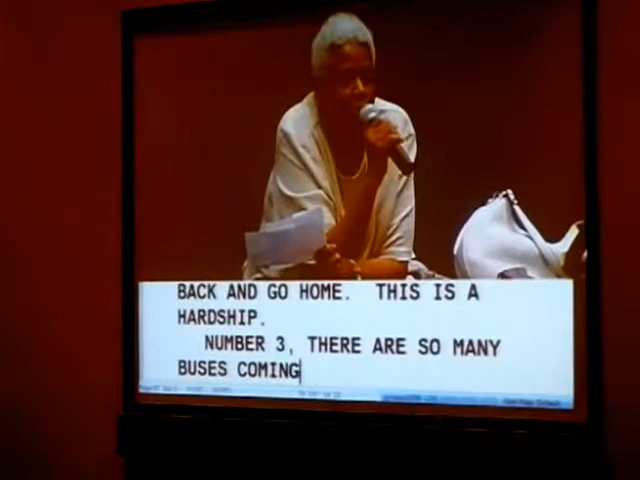 BACK AND GO HOME. THIS IS A
HARDSHIP.
NUMBER 3, THERE ARE SO MANY
BUSES COMING